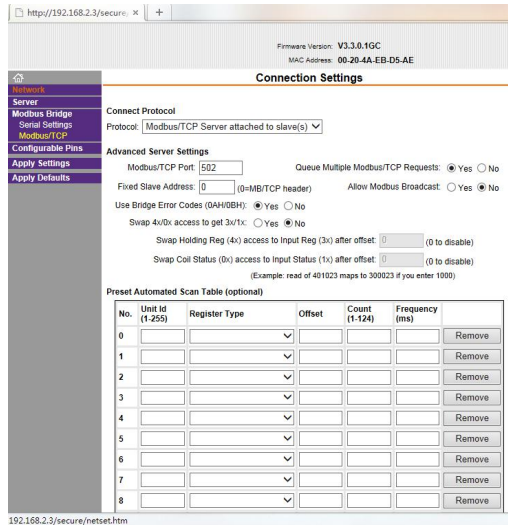 http://192.168.2.3/secure/ × +
Firmware Version: V3.3.0.1GC
MAC Address: 00-20-4A-EB-D5-AE
Connection Settings
Network
Server
Modbus Bridge
Serial Settings
Modbus/TCP
Configurable Pins
Apply Settings
Apply Defaults
Connect Protocol
Protocol: Modbus/TCP Server attached to slave(s)
Advanced Server Settings
Modbus/TCP Port: 502 Queue Multiple Modbus/TCP Requests: Yes No
Fixed Slave Address: 0 (0=MB/TCP header) Allow Modbus Broadcast: Yes No
Use Bridge Error Codes (0AH/0BH): Yes No
Swap 4x/0x access to get 3x/1x: Yes No
Swap Holding Reg (4x) access to Input Reg (3x) after offset: 0 (0 to disable)
Swap Coil Status (0x) access to Input Status (1x) after offset: 0 (0 to disable)
(Example: read of 401023 maps to 300023 if you enter 1000)
Preset Automated Scan Table (optional)
No. Unit Id (1-255) Register Type Offset Count (1-124) Frequency (ms)
0 Remove
1 Remove
2 Remove
3 Remove
4 Remove
5 Remove
6 Remove
7 Remove
8 Remove
192.168.2.3/secure/netset.htm